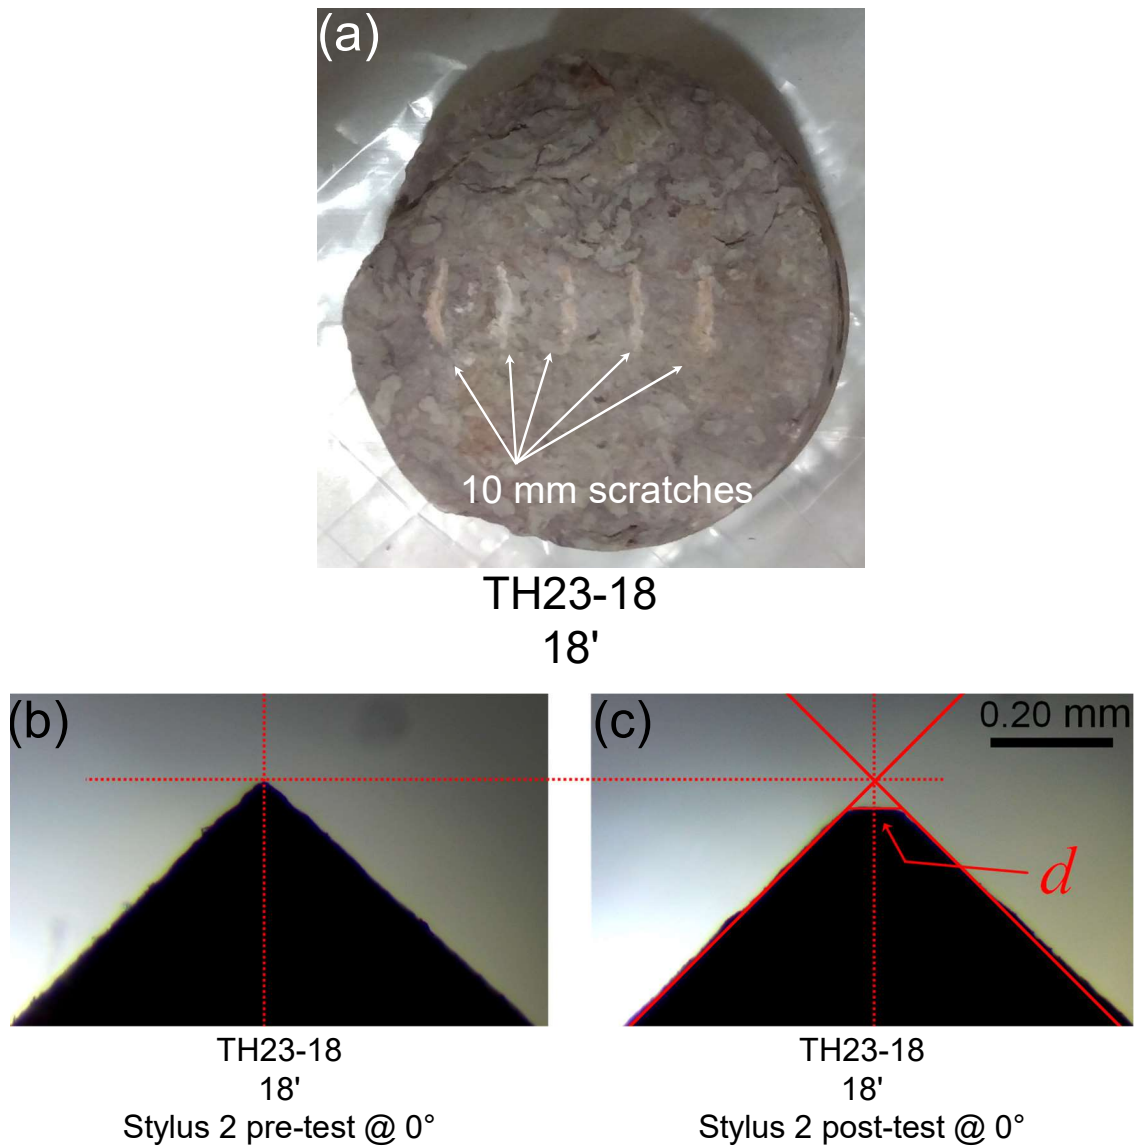 (a)
10 mm scratches
TH23-18
18'
(b)
(c)
0.20 mm
d
TH23-18
18'
Stylus 2 pre-test @ 0°
TH23-18
18'
Stylus 2 post-test @ 0°